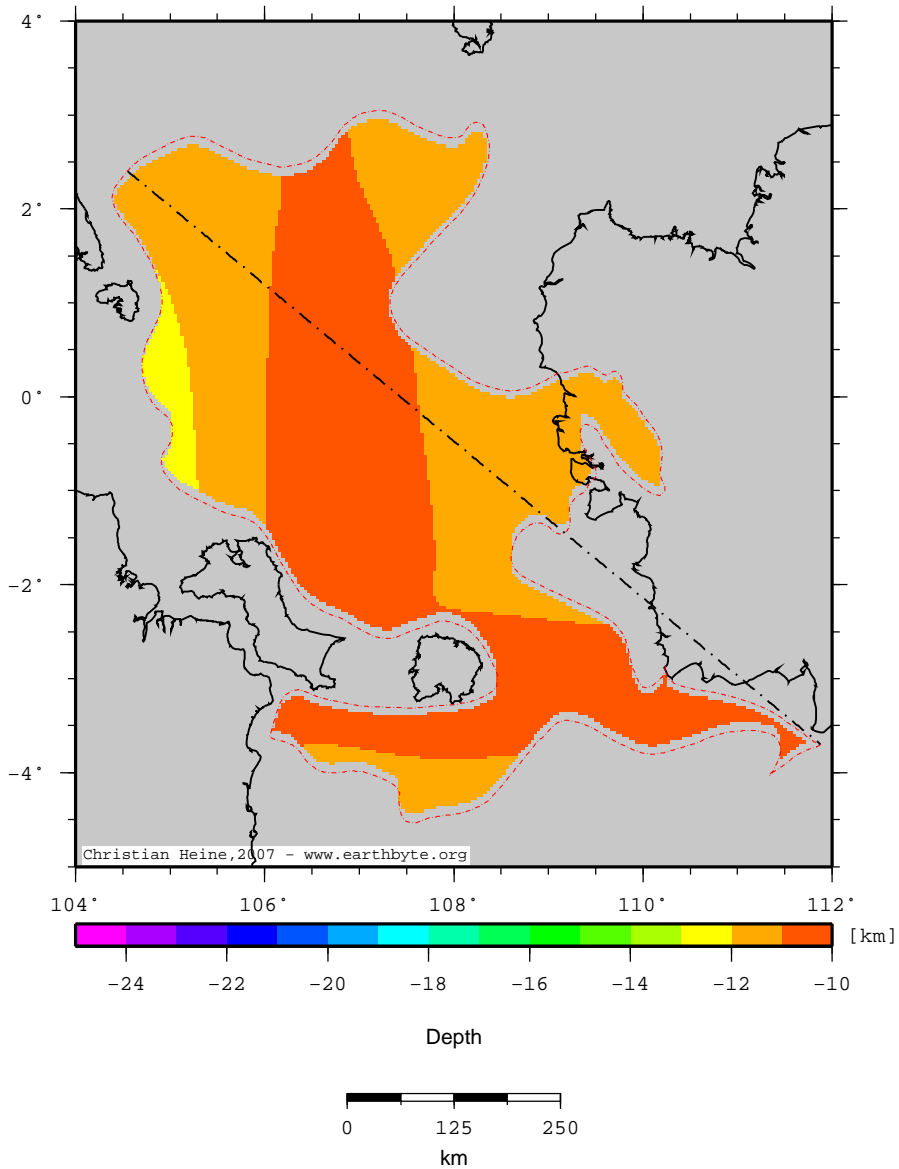 4°
2°
0°
−2°
−4°
Christian Heine,2007 - www.earthbyte.org
104° 106° 108° 110° 112°
[km]
−24 −22 −20 −18 −16 −14 −12 −10
Depth
0 125 250
km